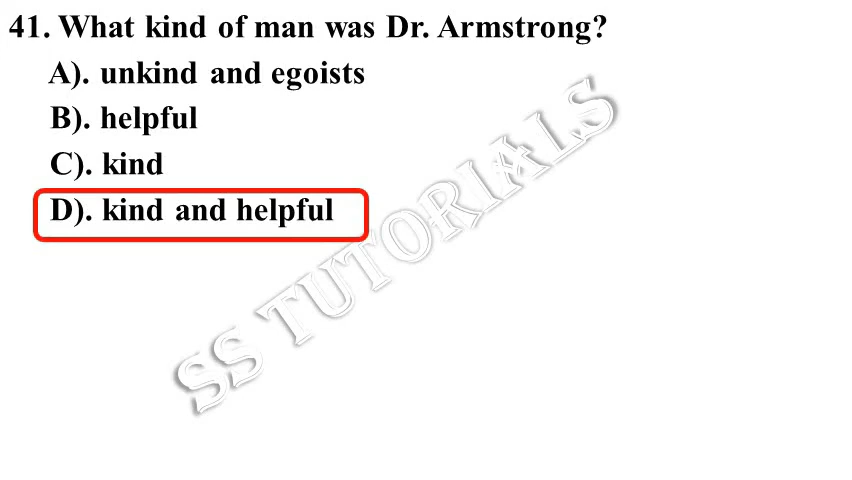 41. What kind of man was Dr. Armstrong?
A). unkind and egoists
B). helpful
C). kind
D). kind and helpful
SS TUTORIALS